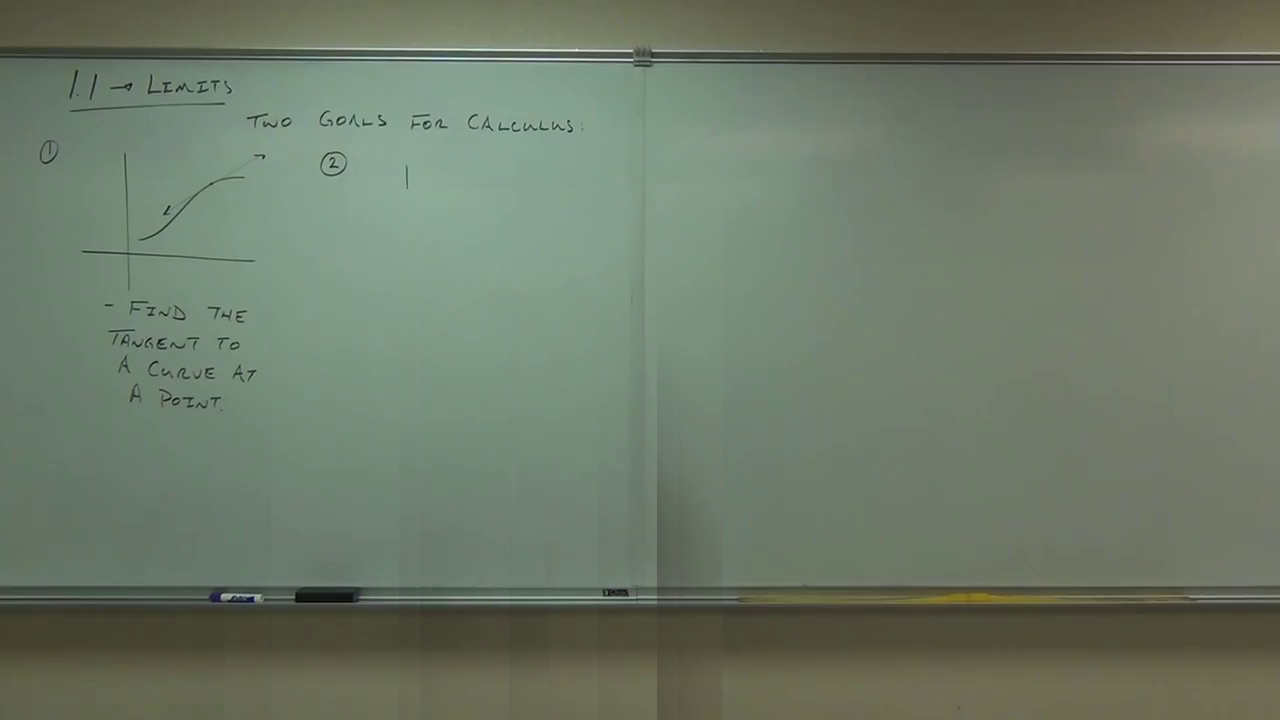 1.1 → LIMITS
TWO GOALS FOR CALCULUS:
①
②
- FIND THE
TANGENT TO
A CURVE AT
A POINT.